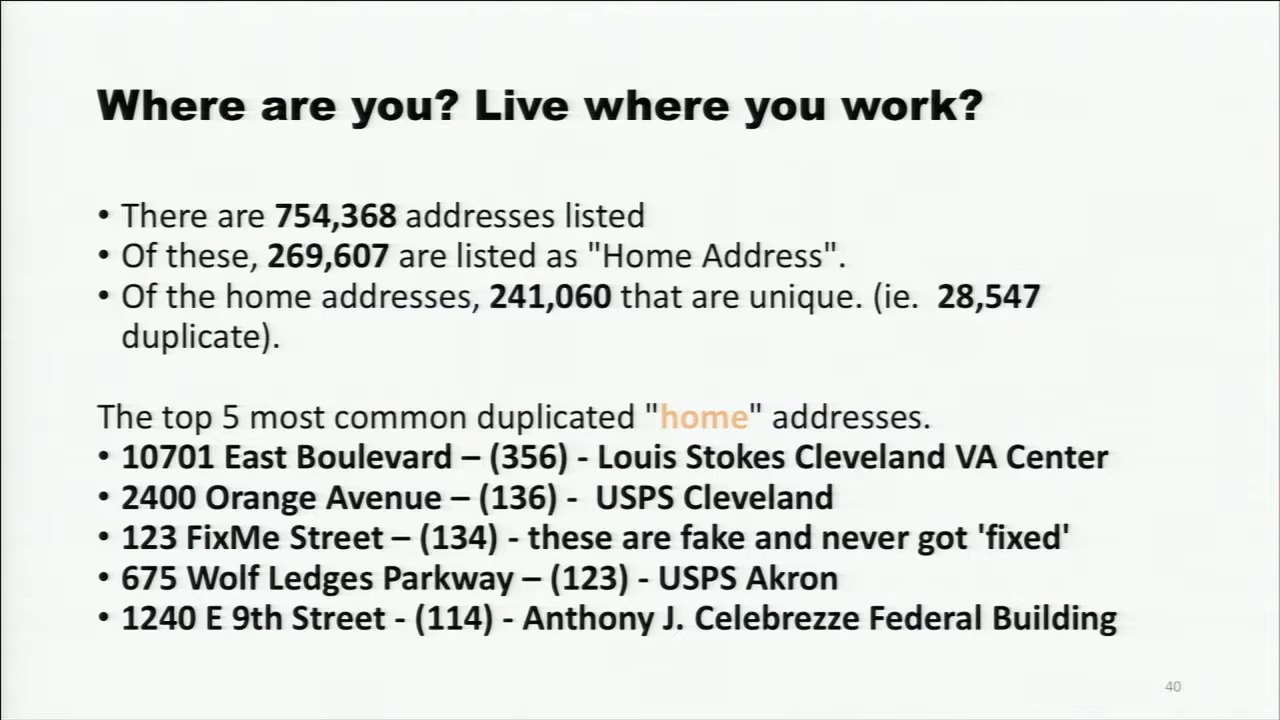 Where are you? Live where you work?
• There are 754,368 addresses listed
• Of these, 269,607 are listed as "Home Address".
• Of the home addresses, 241,060 that are unique. (ie.  28,547
duplicate).
The top 5 most common duplicated "home" addresses.
• 10701 East Boulevard – (356) - Louis Stokes Cleveland VA Center
• 2400 Orange Avenue – (136) -  USPS Cleveland
• 123 FixMe Street – (134) - these are fake and never got 'fixed'
• 675 Wolf Ledges Parkway – (123) - USPS Akron
• 1240 E 9th Street - (114) - Anthony J. Celebrezze Federal Building
40